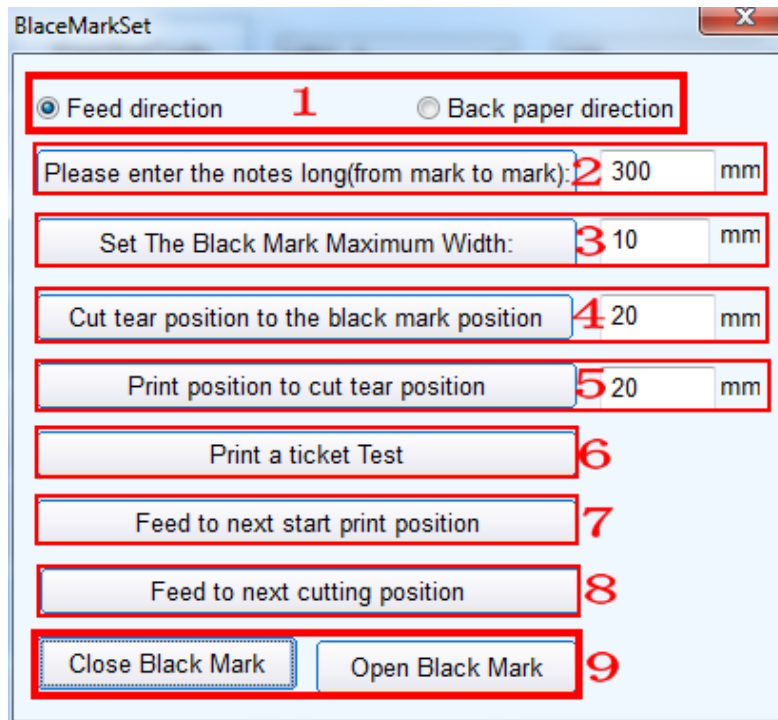 BlaceMarkSet
x
Feed direction 1 Back paper direction
Please enter the notes long(from mark to mark): 2 300 mm
Set The Black Mark Maximum Width: 3 10 mm
Cut tear position to the black mark position 4 20 mm
Print position to cut tear position 5 20 mm
Print a ticket Test 6
Feed to next start print position 7
Feed to next cutting position 8
Close Black Mark Open Black Mark 9